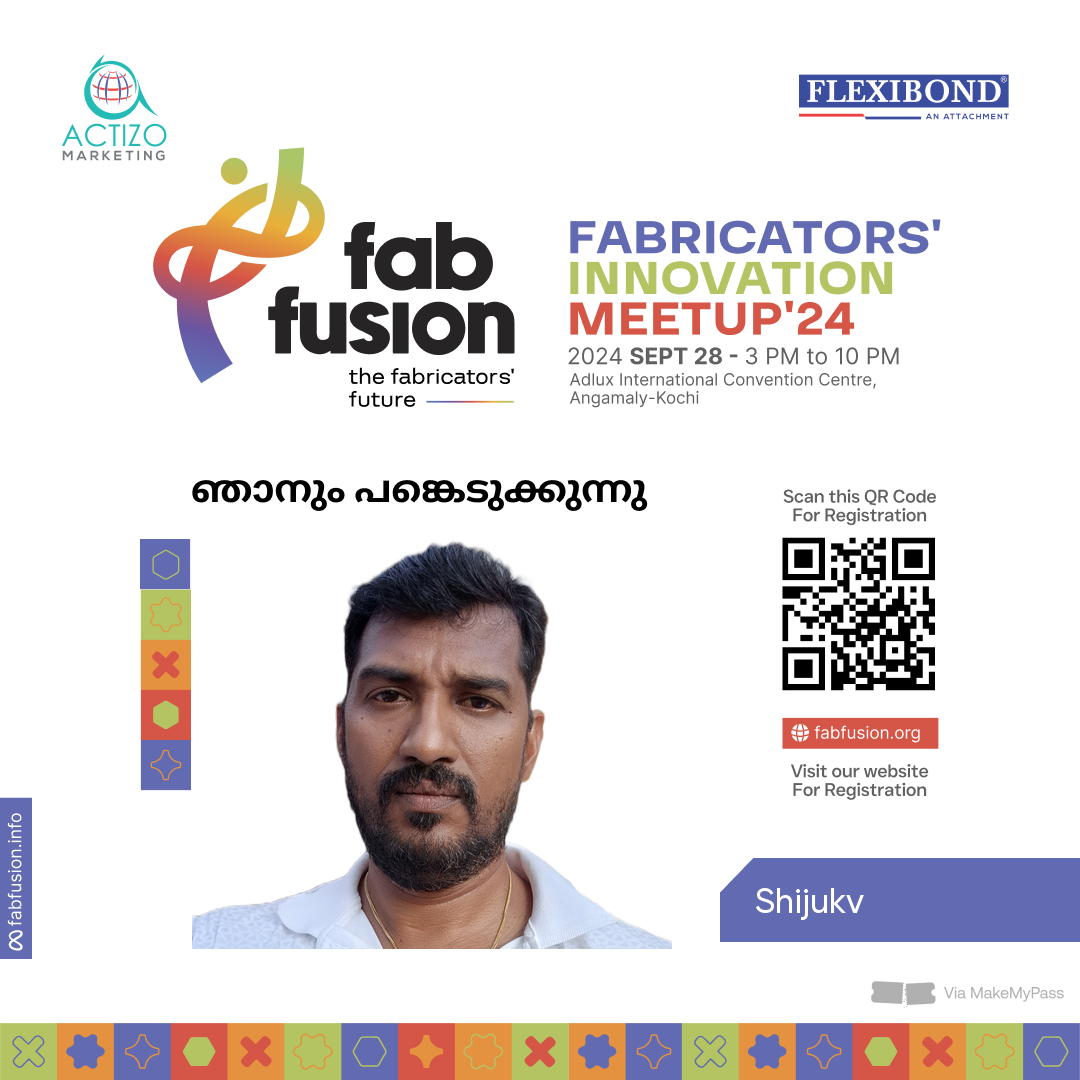 ACTIZO
MARKETING
FLEXIBOND®
AN ATTACHMENT
fab
fusion
the fabricators'
future
FABRICATORS'
INNOVATION
MEETUP'24
2024 SEPT 28 - 3 PM to 10 PM
Adlux International Convention Centre,
Angamaly-Kochi
ഞാനും പങ്കെടുക്കുന്നു
Scan this QR Code
For Registration
fabfusion.org
Visit our website
For Registration
fabfusion.info
Shijukv
Via MakeMyPass